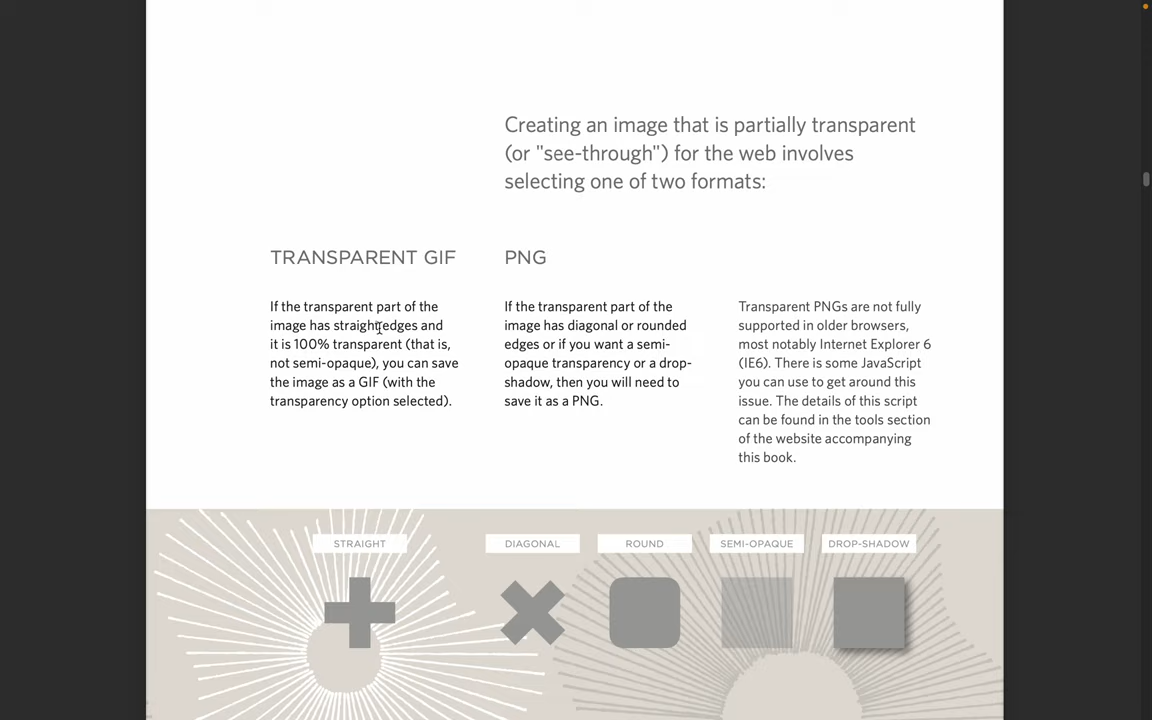 Creating an image that is partially transparent
(or "see-through") for the web involves
selecting one of two formats:
TRANSPARENT GIF
If the transparent part of the
image has straight edges and
it is 100% transparent (that is,
not semi-opaque), you can save
the image as a GIF (with the
transparency option selected).
PNG
If the transparent part of the
image has diagonal or rounded
edges or if you want a semi-
opaque transparency or a drop-
shadow, then you will need to
save it as a PNG.
Transparent PNGs are not fully
supported in older browsers,
most notably Internet Explorer 6
(IE6). There is some JavaScript
you can use to get around this
issue. The details of this script
can be found in the tools section
of the website accompanying
this book.
STRAIGHT
DIAGONAL
ROUND
SEMI-OPAQUE
DROP-SHADOW